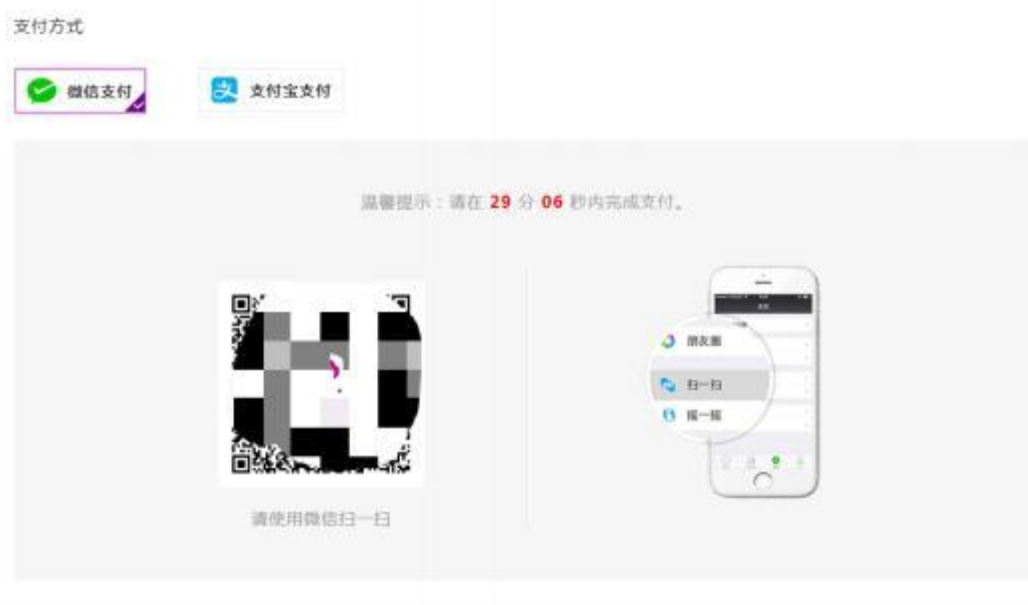 支付方式
微信支付
支付宝支付
温馨提示：请在 29 分 06 秒内完成支付。
朋友圈
扫一扫
摇一摇
请使用微信扫一扫